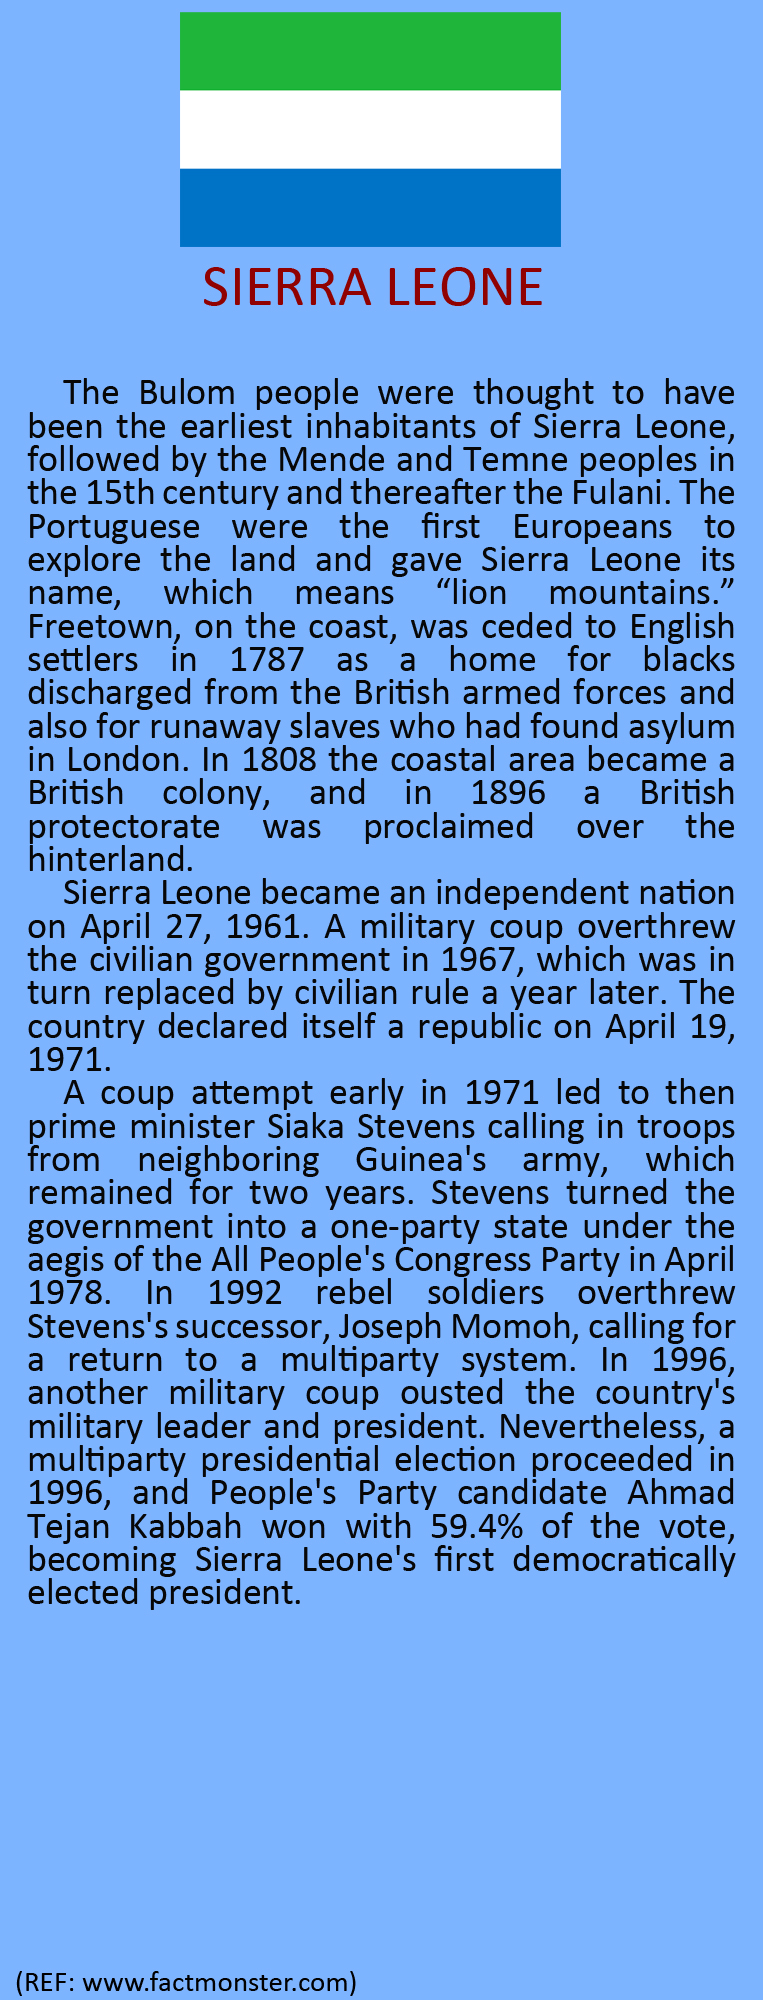 SIERRA LEONE
The Bulom people were thought to have
been the earliest inhabitants of Sierra Leone,
followed by the Mende and Temne peoples in
the 15th century and thereafter the Fulani. The
Portuguese were the first Europeans to
explore the land and gave Sierra Leone its
name, which means “lion mountains.”
Freetown, on the coast, was ceded to English
settlers in 1787 as a home for blacks
discharged from the British armed forces and
also for runaway slaves who had found asylum
in London. In 1808 the coastal area became a
British colony, and in 1896 a British
protectorate was proclaimed over the
hinterland.
Sierra Leone became an independent nation
on April 27, 1961. A military coup overthrew
the civilian government in 1967, which was in
turn replaced by civilian rule a year later. The
country declared itself a republic on April 19,
1971.
A coup attempt early in 1971 led to then
prime minister Siaka Stevens calling in troops
from neighboring Guinea's army, which
remained for two years. Stevens turned the
government into a one-party state under the
aegis of the All People's Congress Party in April
1978. In 1992 rebel soldiers overthrew
Stevens's successor, Joseph Momoh, calling for
a return to a multiparty system. In 1996,
another military coup ousted the country's
military leader and president. Nevertheless, a
multiparty presidential election proceeded in
1996, and People's Party candidate Ahmad
Tejan Kabbah won with 59.4% of the vote,
becoming Sierra Leone's first democratically
elected president.
(REF: www.factmonster.com)